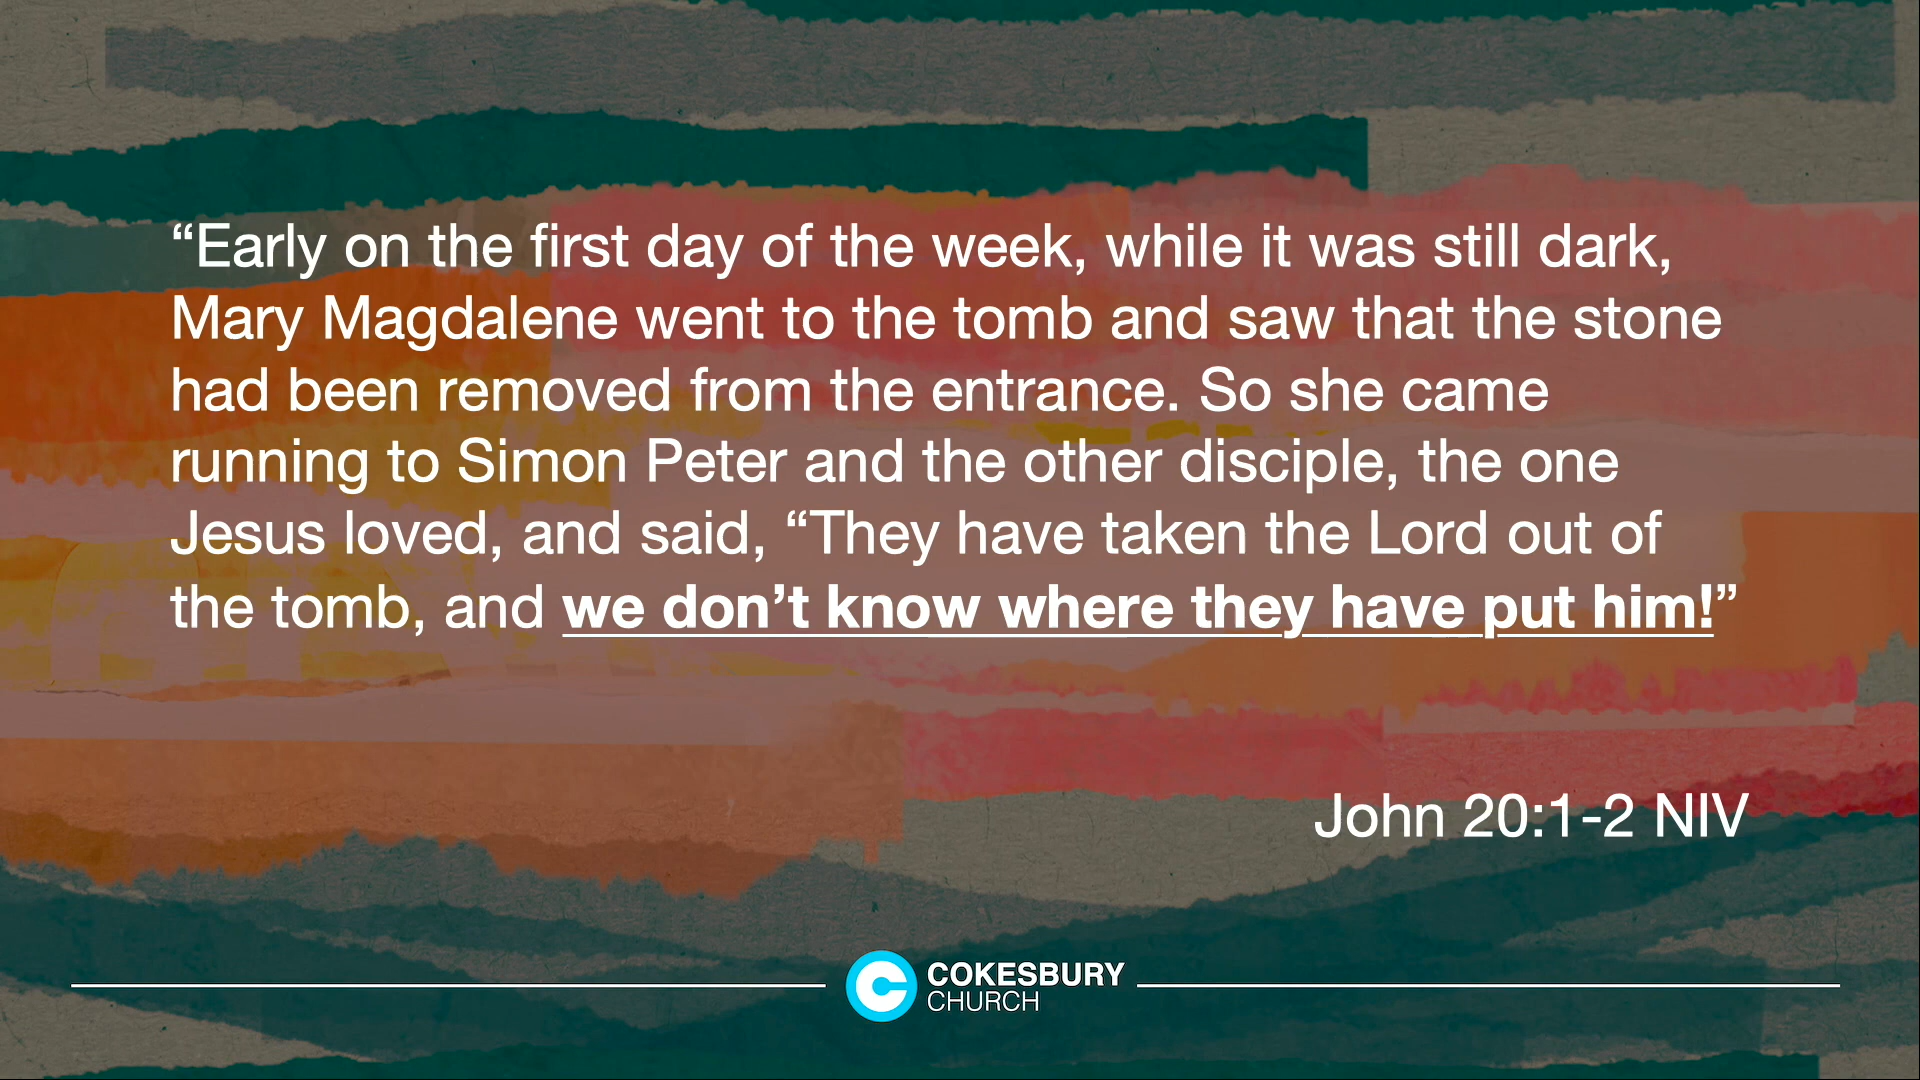 “Early on the first day of the week, while it was still dark,
Mary Magdalene went to the tomb and saw that the stone
had been removed from the entrance. So she came
running to Simon Peter and the other disciple, the one
Jesus loved, and said, “They have taken the Lord out of
the tomb, and we don’t know where they have put him!”
John 20:1-2 NIV
COKESBURY
CHURCH